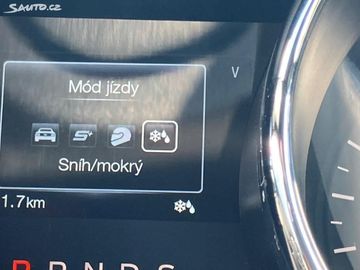 Sauto.cz
V
Mód jízdy
S+
Sníh/mokrý
1.7km
P R N D S